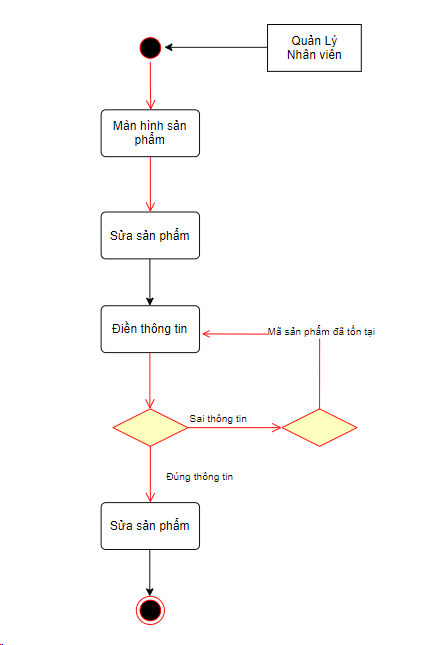 Quản Lý
Nhân viên
Màn hình sản
phẩm
Sửa sản phẩm
Điền thông tin
Mã sản phẩm đã tồn tại
Sai thông tin
Đúng thông tin
Sửa sản phẩm